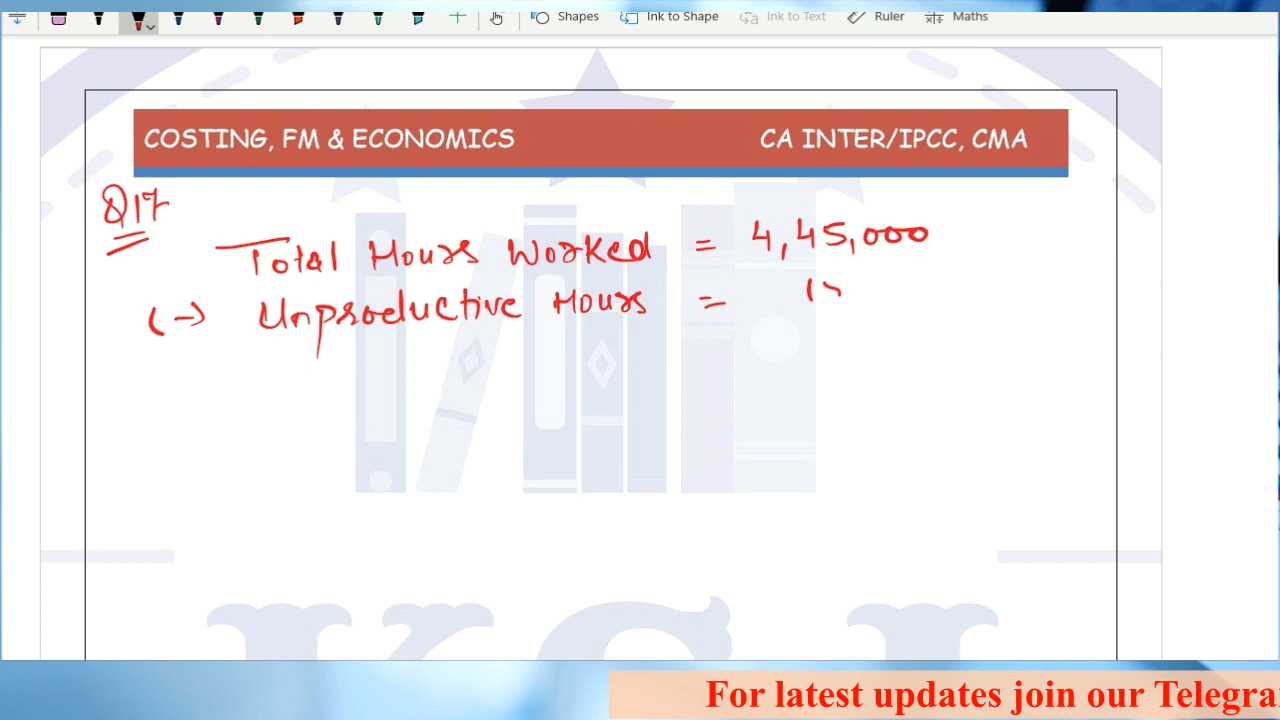 Shapes Ink to Shape Ink to Text Ruler Maths
COSTING, FM & ECONOMICS CA INTER/IPCC, CMA
Q17
Total Hours Worked = 4,45,000
(-) Unproductive Hours =
For latest updates join our Telegra